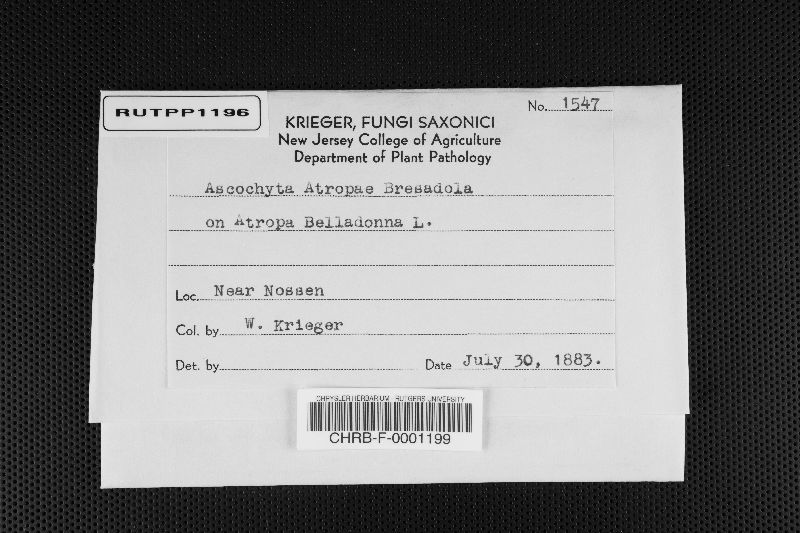 RUTPP1196
No. 1547
KRIEGER, FUNGI SAXONICI
New Jersey College of Agriculture
Department of Plant Pathology
Ascochyta Atropae Bresadola
on Atropa Belladonna L.
Loc. Near Nossen
Col. by W. Krieger
Det. by
Date July 30, 1883.
CHRYSLER HERBARIUM - RUTGERS UNIVERSITY
CHRB-F-0001199